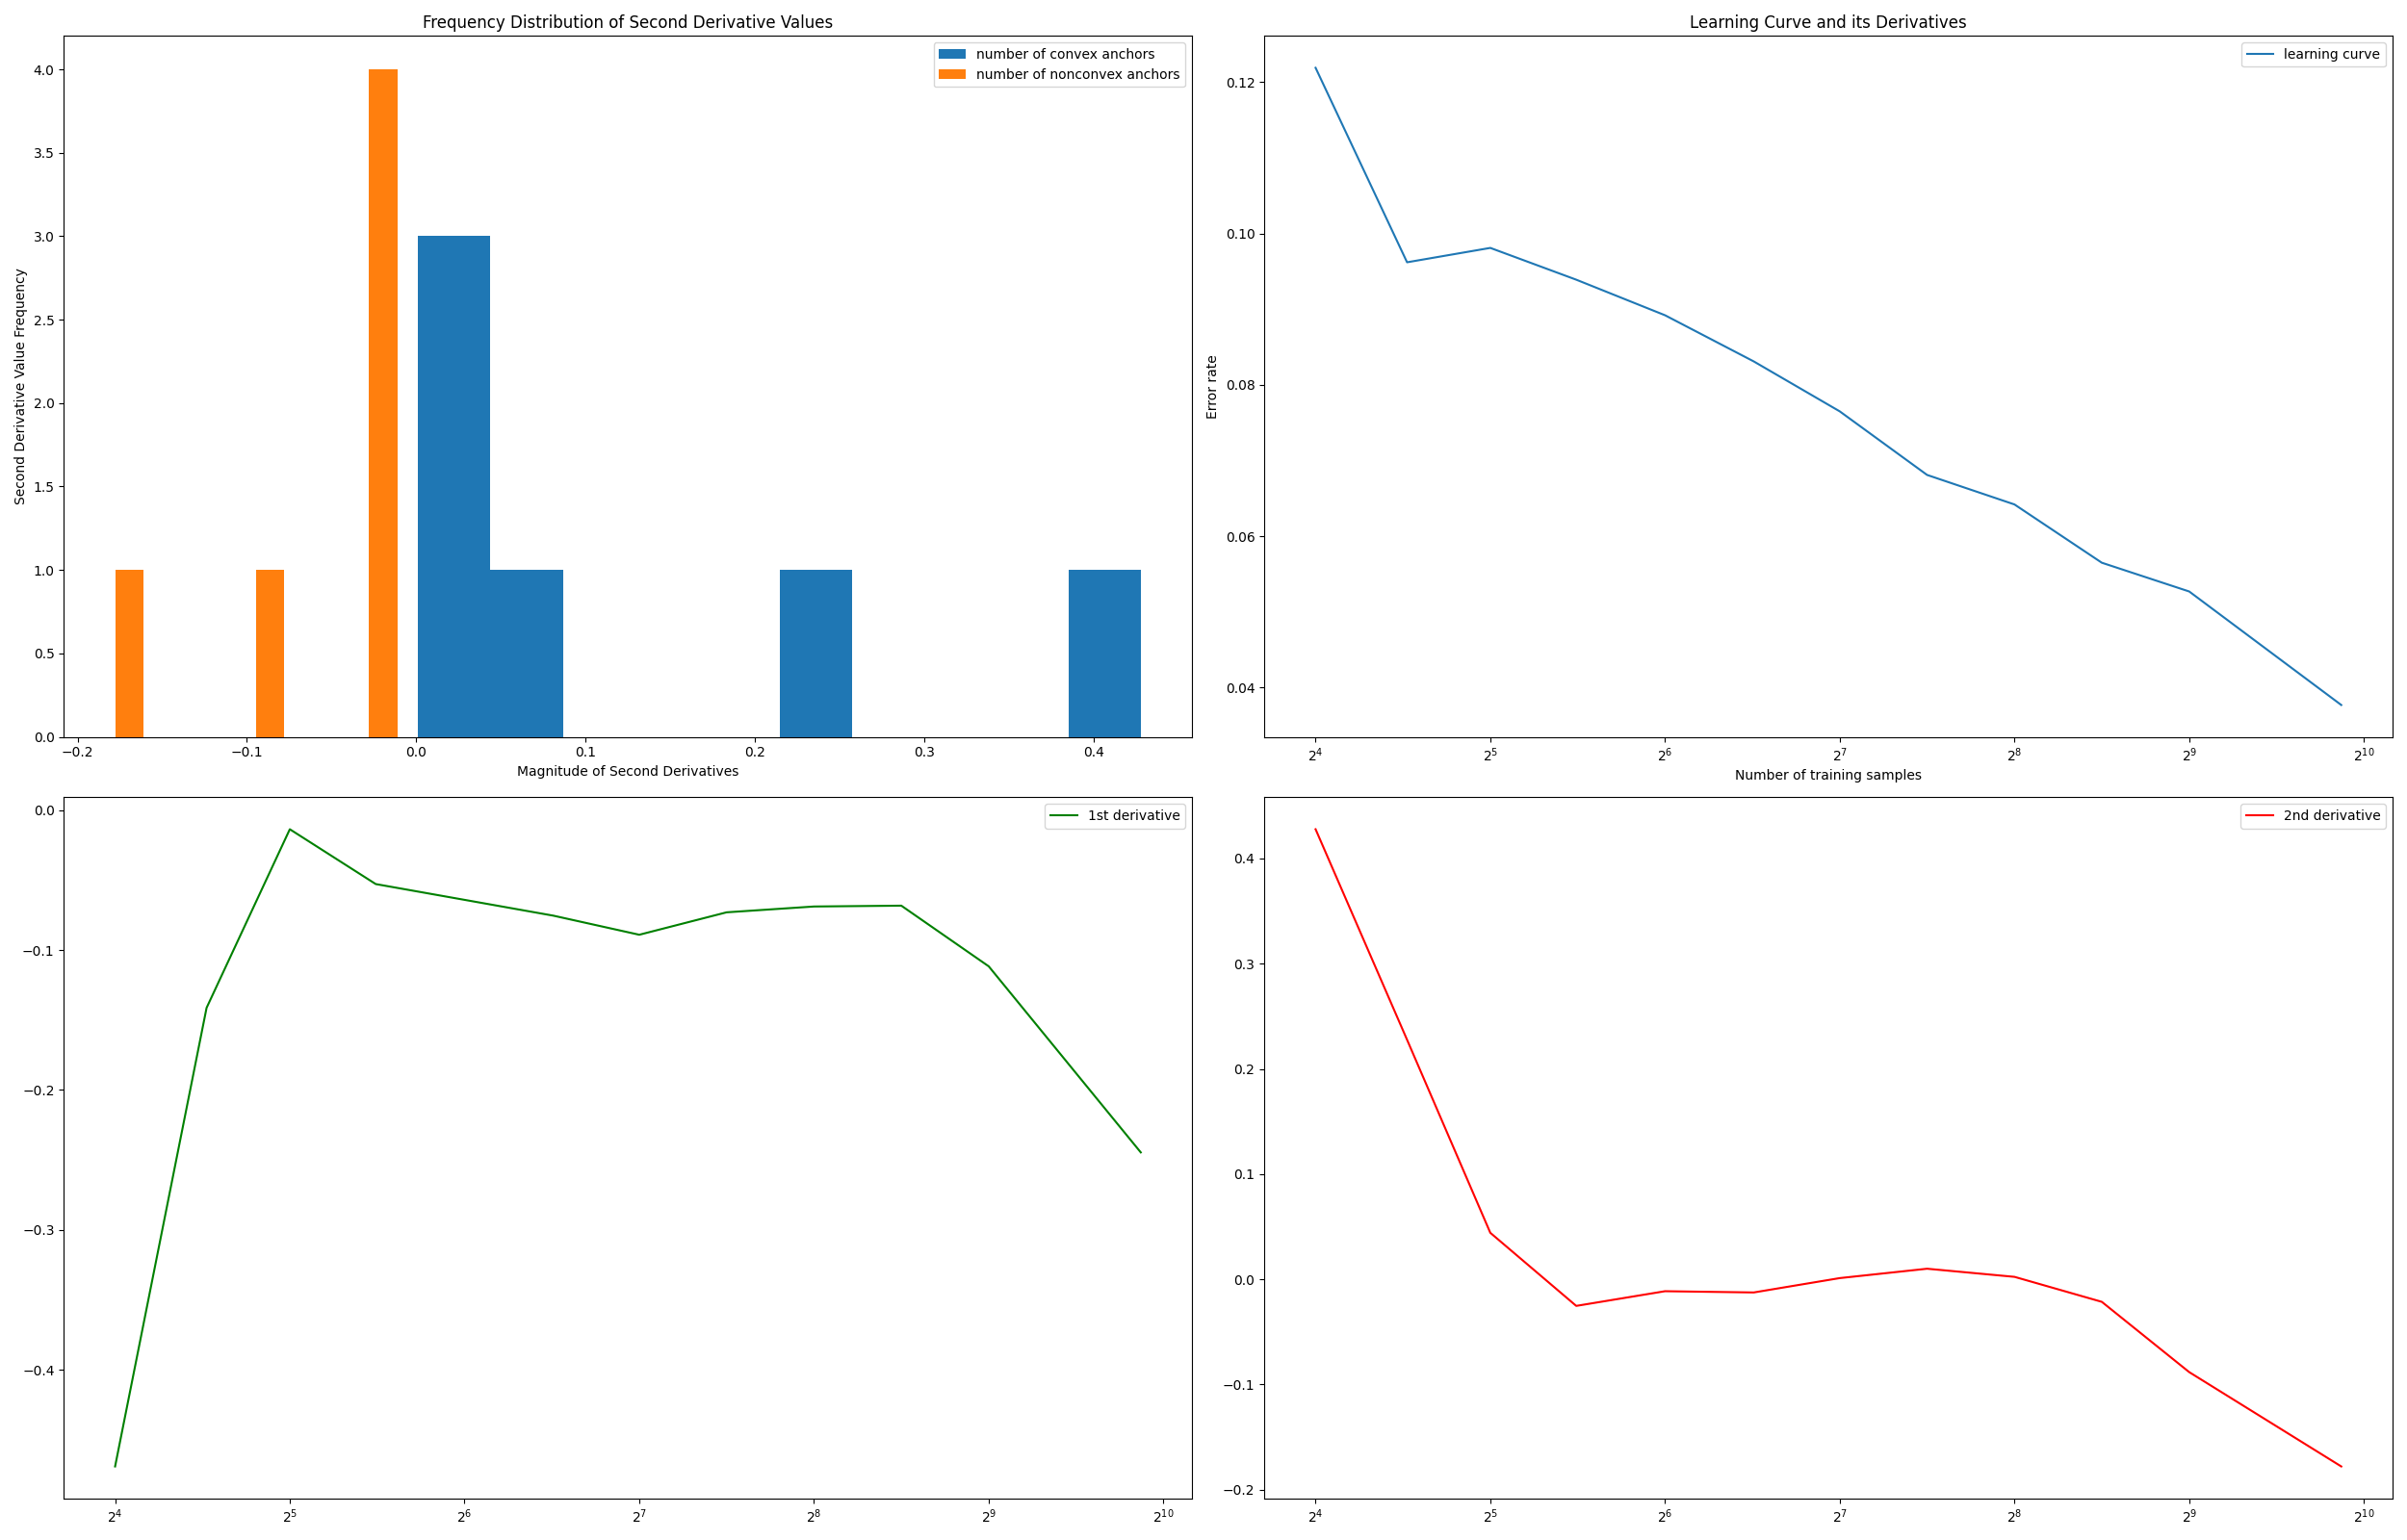 Frequency Distribution of Second Derivative Values
number of convex anchors
number of nonconvex anchors
Second Derivative Value Frequency
4.0
3.5
3.0
2.5
2.0
1.5
1.0
0.5
0.0
−0.2 −0.1 0.0 0.1 0.2 0.3 0.4
Magnitude of Second Derivatives
Learning Curve and its Derivatives
learning curve
Error rate
0.12
0.10
0.08
0.06
0.04
2^4 2^5 2^6 2^7 2^8 2^9 2^10
Number of training samples
1st derivative
0.0
−0.1
−0.2
−0.3
−0.4
2^4 2^5 2^6 2^7 2^8 2^9 2^10
2nd derivative
0.4
0.3
0.2
0.1
0.0
−0.1
−0.2
2^4 2^5 2^6 2^7 2^8 2^9 2^10